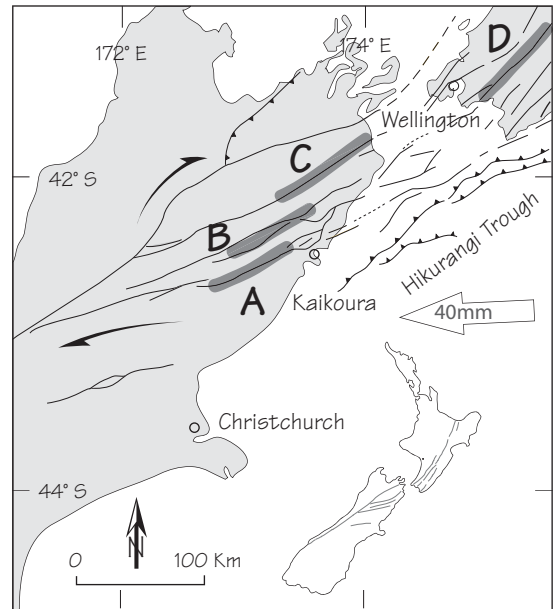 172° E
174° E
D
Wellington
C
42° S
B
Hikurangi Trough
A
Kaikoura
40mm
Christchurch
44° S
N
0 100 Km